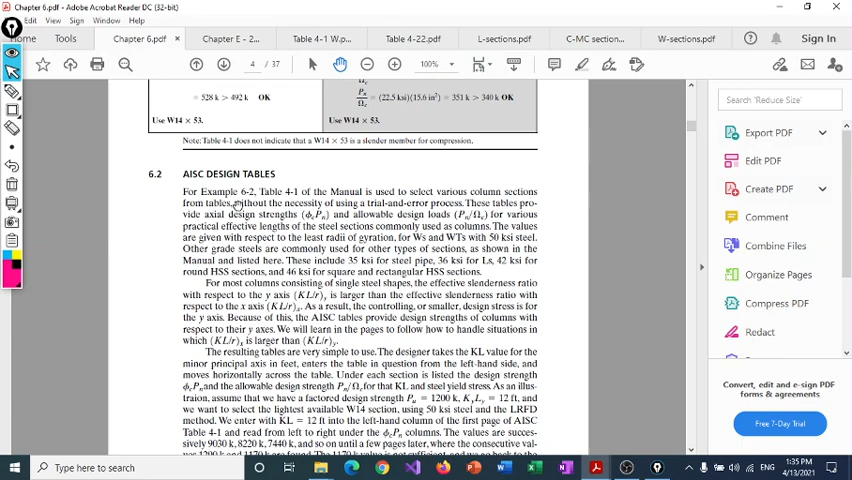 Chapter 6.pdf - Adobe Acrobat Reader DC (32-bit)
Edit View Sign Window Help
Home Tools Chapter 6.pdf × Chapter E - 2... Table 4-1 W.p... Table 4-22.pdf L-sections.pdf C-MC section... W-sections.pdf Sign In
4 / 37 100%
= 528 k > 492 k OK
Use W14 × 53.
Ωc
Pn
Ωc
= (22.5 ksi)(15.6 in²) = 351 k > 340 k OK
Use W14 × 53.
Note: Table 4-1 does not indicate that a W14 × 53 is a slender member for compression.
6.2 AISC DESIGN TABLES
For Example 6-2, Table 4-1 of the Manual is used to select various column sections
from tables, without the necessity of using a trial-and-error process. These tables pro-
vide axial design strengths (ϕcPn) and allowable design loads (Pn/Ωc) for various
practical effective lengths of the steel sections commonly used as columns. The values
are given with respect to the least radii of gyration, for Ws and WTs with 50 ksi steel.
Other grade steels are commonly used for other types of sections, as shown in the
Manual and listed here. These include 35 ksi for steel pipe, 36 ksi for Ls, 42 ksi for
round HSS sections, and 46 ksi for square and rectangular HSS sections.
For most columns consisting of single steel shapes, the effective slenderness ratio
with respect to the y axis (KL/r)y is larger than the effective slenderness ratio with
respect to the x axis (KL/r)x. As a result, the controlling, or smaller, design stress is for
the y axis. Because of this, the AISC tables provide design strengths of columns with
respect to their y axes. We will learn in the pages to follow how to handle situations in
which (KL/r)x is larger than (KL/r)y.
The resulting tables are very simple to use. The designer takes the KL value for the
minor principal axis in feet, enters the table in question from the left-hand side, and
moves horizontally across the table. Under each section is listed the design strength
ϕcPn and the allowable design strength Pn/Ωc for that KL and steel yield stress. As an illus-
traion, assume that we have a factored design strength Pu = 1200 k, KyLy = 12 ft, and
we want to select the lightest available W14 section, using 50 ksi steel and the LRFD
method. We enter with KL = 12 ft into the left-hand column of the first page of AISC
Table 4-1 and read from left to right under the ϕcPn columns. The values are succes-
sively 9030 k, 8220 k, 7440 k, and so on until a few pages later, where the consecutive val-
ues 1200 k and 1170 k are found. The 1170 k value is not sufficient, and we go back to the
Search 'Reduce Size'
Export PDF
Edit PDF
Create PDF
Comment
Combine Files
Organize Pages
Compress PDF
Redact
Convert, edit and e-sign PDF
forms & agreements
Free 7-Day Trial
Type here to search
ENG
1:35 PM
4/13/2021